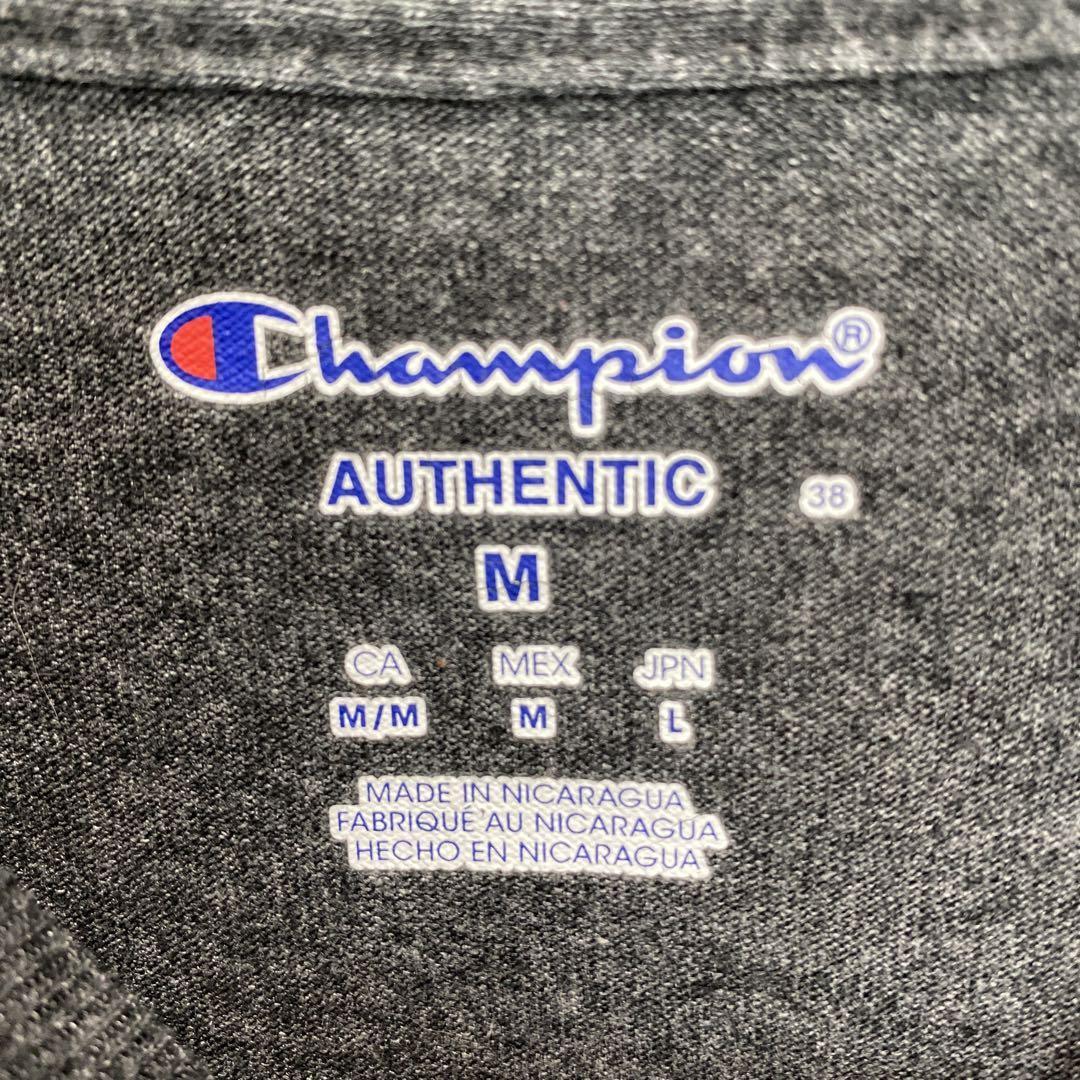 Champion®
AUTHENTIC 38
M
CA MEX JPN
M/M M L
MADE IN NICARAGUA
FABRIQUÉ AU NICARAGUA
HECHO EN NICARAGUA